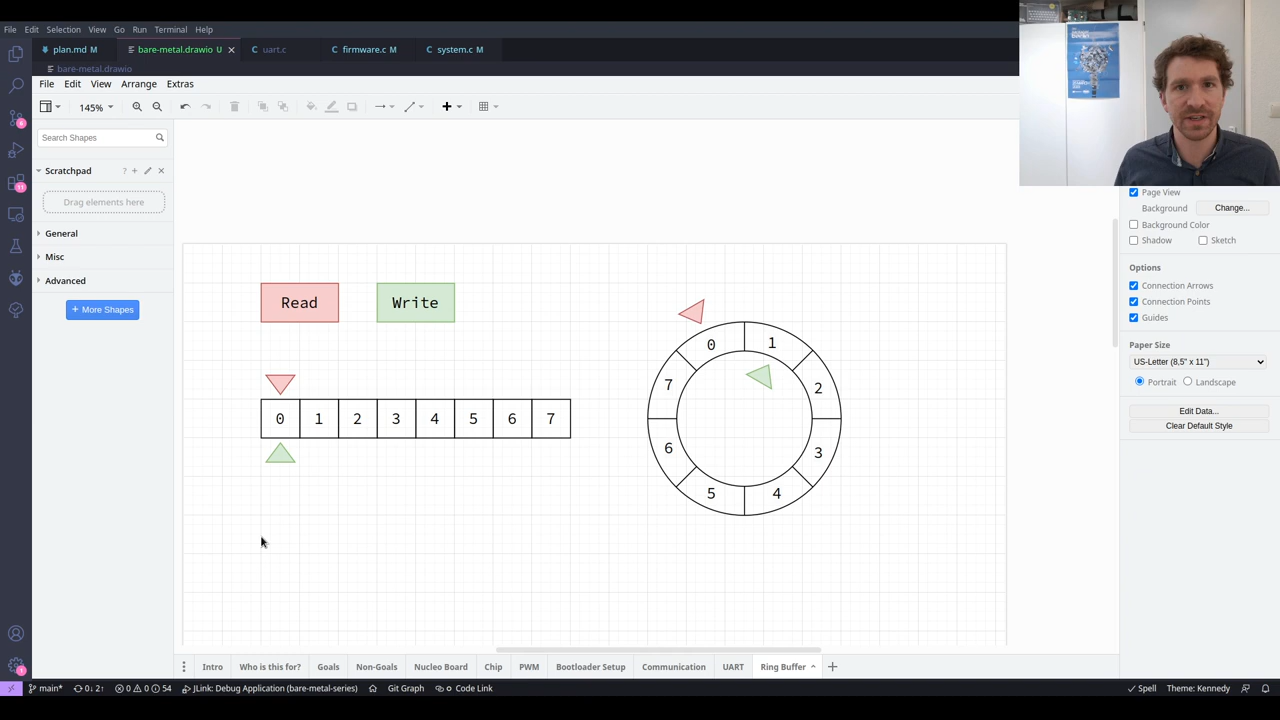 File Edit Selection View Go Run Terminal Help
plan.md M bare-metal.drawio U uart.c firmware.c M system.c M
bare-metal.drawio
File Edit View Arrange Extras
145%
Search Shapes
Scratchpad ?
Drag elements here
General
Misc
Advanced
+ More Shapes
Read Write
0 1 2 3 4 5 6 7
0 1
7 2
6 3
5 4
Page View
Background Change...
Background Color
Shadow Sketch
Options
Connection Arrows
Connection Points
Guides
Paper Size
US-Letter (8,5" x 11")
Portrait Landscape
Edit Data...
Clear Default Style
6
11
1
Intro Who is this for? Goals Non-Goals Nucleo Board Chip PWM Bootloader Setup Communication UART Ring Buffer
main* 0↓ 2↑ 0 0 54 JLink: Debug Application (bare-metal-series) Git Graph Code Link Spell Theme: Kennedy